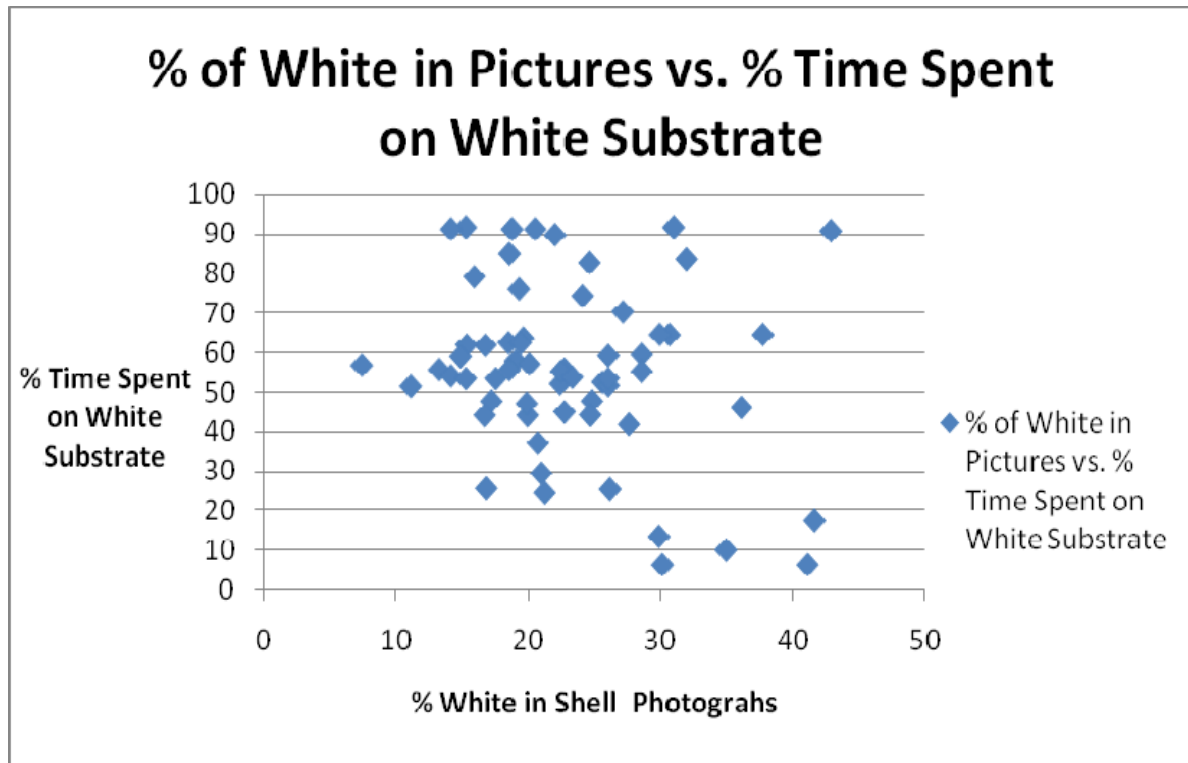 % of White in Pictures vs. % Time Spent
on White Substrate
100
90
80
70
60
50
40
30
20
10
0
% Time Spent
on White
Substrate
0 10 20 30 40 50
% White in Shell Photograhs
% of White in
Pictures vs. %
Time Spent on
White Substrate